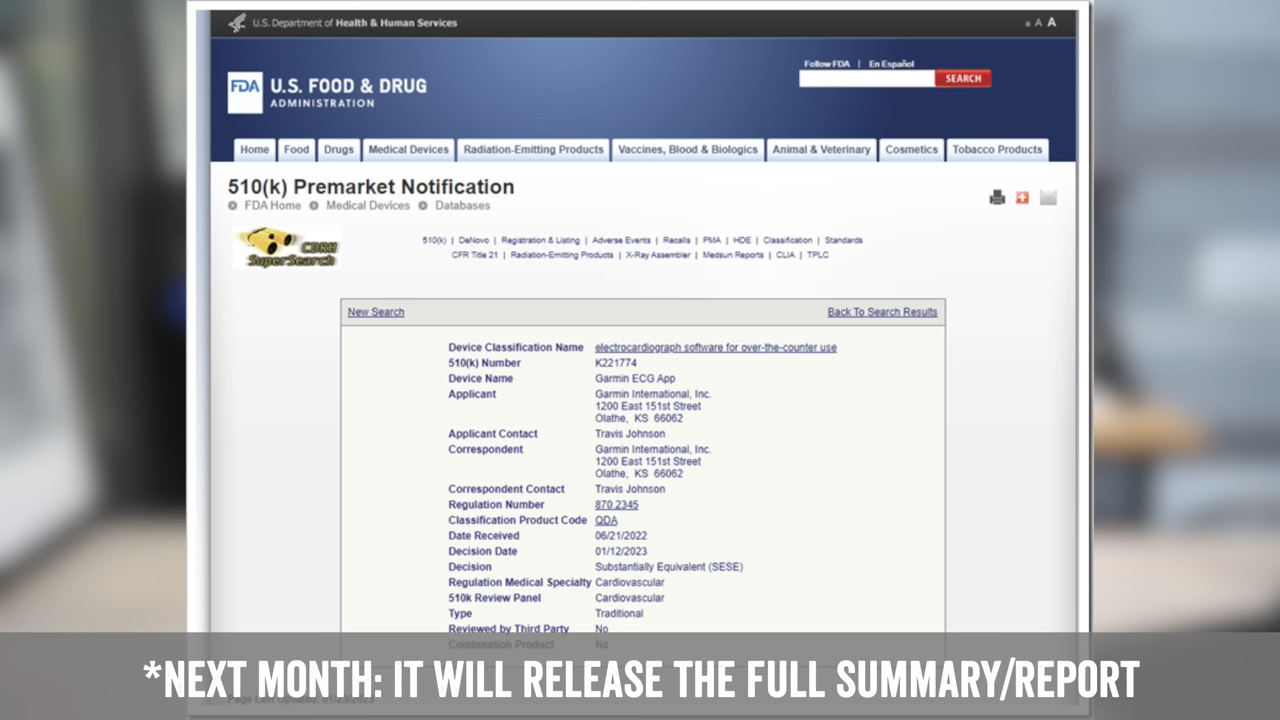 U.S. Department of Health & Human Services
a A A
FDA U.S. FOOD & DRUG
ADMINISTRATION
Follow FDA | En Español
SEARCH
Home Food Drugs Medical Devices Radiation-Emitting Products Vaccines, Blood & Biologics Animal & Veterinary Cosmetics Tobacco Products
510(k) Premarket Notification
FDA Home Medical Devices Databases
CDRH
SuperSearch
510(k) | DeNovo | Registration & Listing | Adverse Events | Recalls | PMA | HDE | Classification | Standards
CFR Title 21 | Radiation-Emitting Products | X-Ray Assembler | Medsun Reports | CLIA | TPLC
New Search Back To Search Results
Device Classification Name electrocardiograph software for over-the-counter use
510(k) Number K221774
Device Name Garmin ECG App
Applicant Garmin International, Inc.
1200 East 151st Street
Olathe, KS 66062
Applicant Contact Travis Johnson
Correspondent Garmin International, Inc.
1200 East 151st Street
Olathe, KS 66062
Correspondent Contact Travis Johnson
Regulation Number 870.2345
Classification Product Code QDA
Date Received 06/21/2022
Decision Date 01/12/2023
Decision Substantially Equivalent (SESE)
Regulation Medical Specialty Cardiovascular
510k Review Panel Cardiovascular
Type Traditional
Reviewed by Third Party No
Combination Product No
*NEXT MONTH: IT WILL RELEASE THE FULL SUMMARY/REPORT
Page Last Updated: